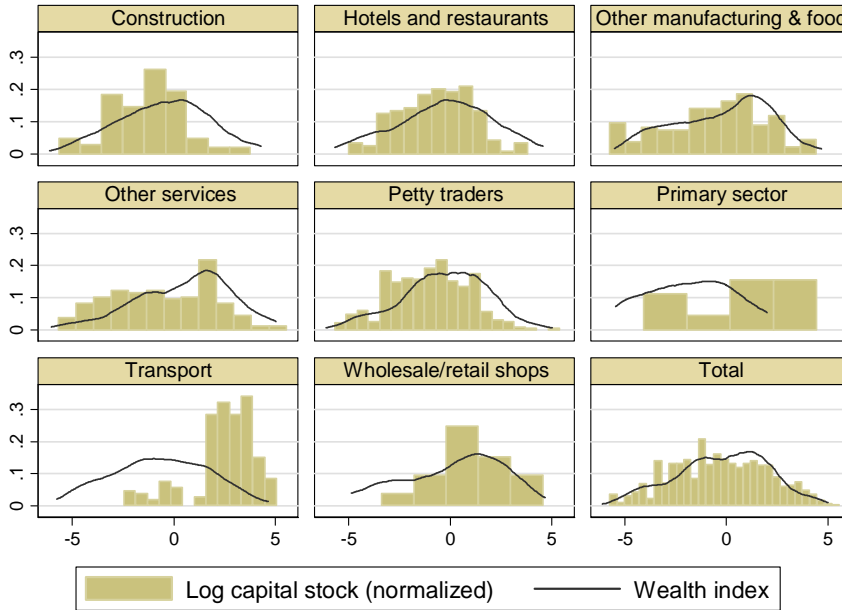 Construction
Hotels and restaurants
Other manufacturing & food
.3
.2
.1
0
Other services
Petty traders
Primary sector
.3
.2
.1
0
Transport
Wholesale/retail shops
Total
.3
.2
.1
0
-5 0 5 -5 0 5 -5 0 5
Log capital stock (normalized) Wealth index